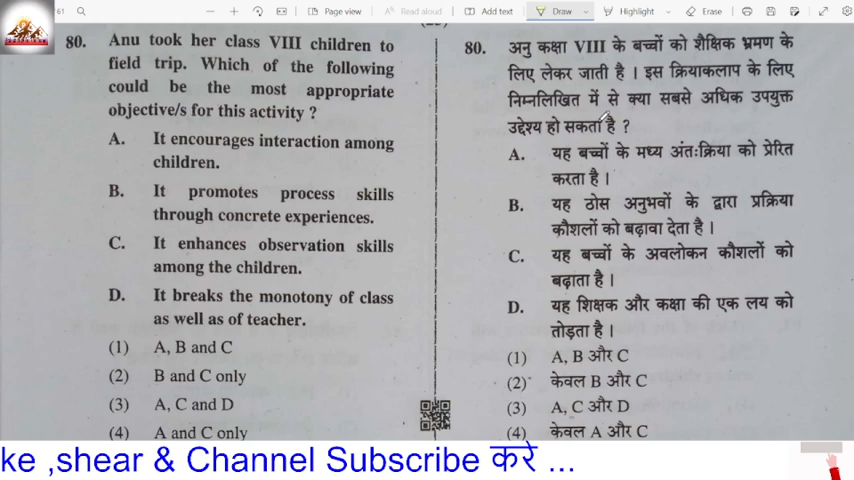 61
Page view
Read aloud
Add text
Draw
Highlight
Erase
80. Anu took her class VIII children to
field trip. Which of the following
could be the most appropriate
objective/s for this activity ?
A. It encourages interaction among
children.
B. It promotes process skills
through concrete experiences.
C. It enhances observation skills
among the children.
D. It breaks the monotony of class
as well as of teacher.
(1) A, B and C
(2) B and C only
(3) A, C and D
(4) A and C only
80. अनु कक्षा VIII के बच्चों को शैक्षिक भ्रमण के
लिए लेकर जाती है । इस क्रियाकलाप के लिए
निम्नलिखित में से क्या सबसे अधिक उपयुक्त
उद्देश्य हो सकता है ?
A. यह बच्चों के मध्य अंतःक्रिया को प्रेरित
करता है ।
B. यह ठोस अनुभवों के द्वारा प्रक्रिया
कौशलों को बढ़ावा देता है ।
C. यह बच्चों के अवलोकन कौशलों को
बढ़ाता है ।
D. यह शिक्षक और कक्षा की एक लय को
तोड़ता है ।
(1) A, B और C
(2) केवल B और C
(3) A, C और D
(4) केवल A और C
ke ,shear & Channel Subscribe करे ...